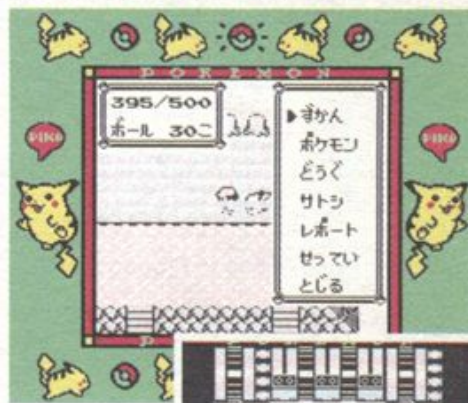 POKEMON
395/500
ボール 30こ
▶ずかん
ポケモン
どうぐ
サトシ
レポート
せってい
とじる
PIKA
PIKA